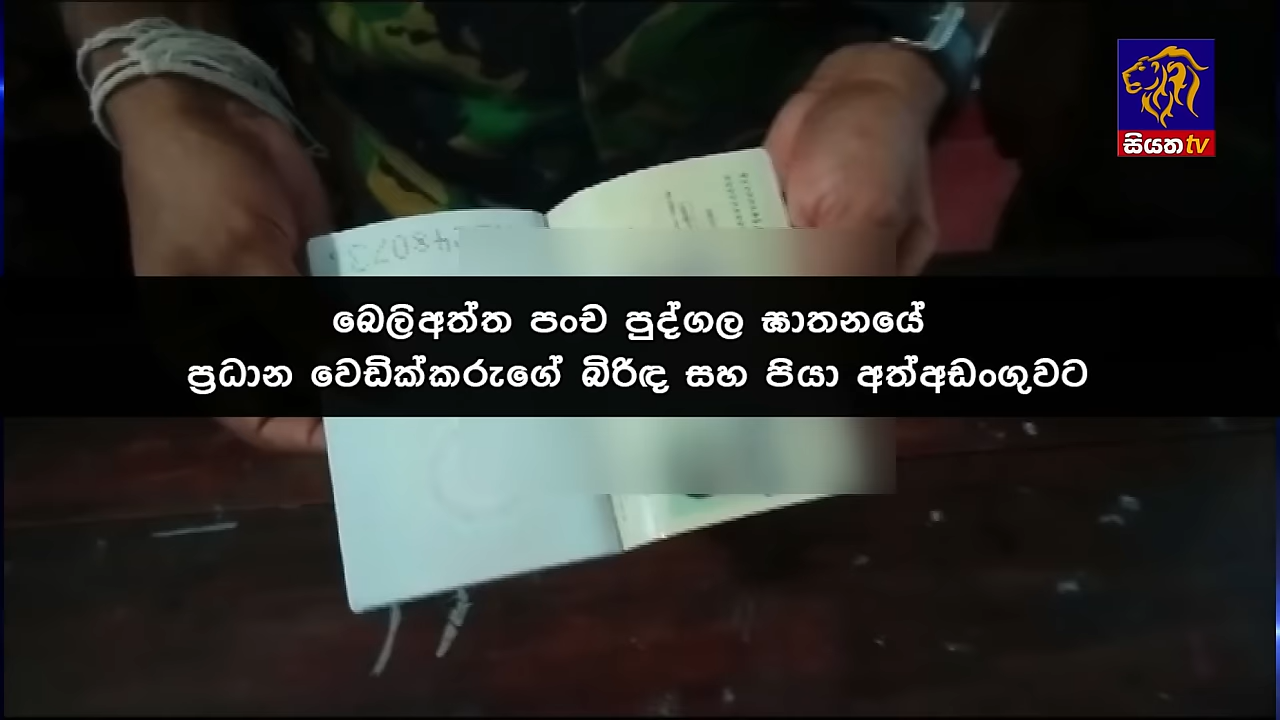 සියත tv
බෙලිඅත්ත පංච පුද්ගල ඝාතනයේ
ප්‍රධාන වෙඩික්කරුගේ බිරිඳ සහ පියා අත්අඩංගුවට